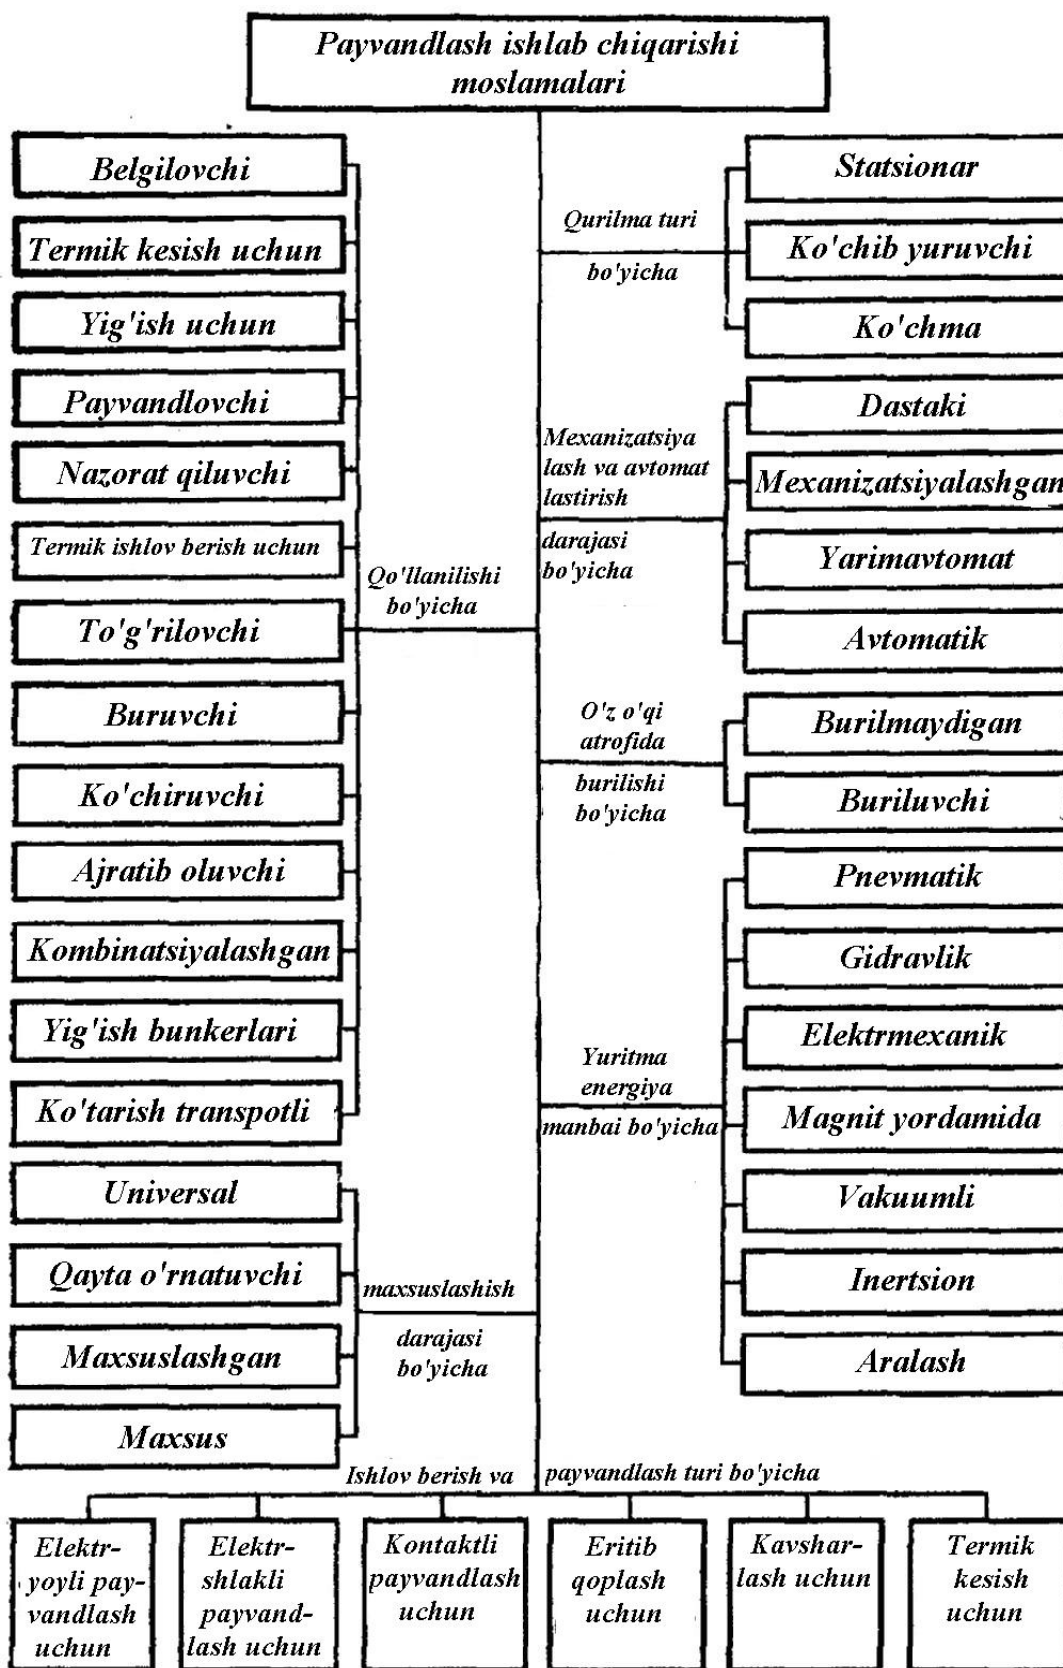 Payvandlash ishlab chiqarishi
moslamalari
Belgilovchi
Termik kesish uchun
Yig'ish uchun
Payvandlovchi
Nazorat qiluvchi
Termik ishlov berish uchun
To'g'rilovchi
Buruvchi
Ko'chiruvchi
Ajratib oluvchi
Kombinatsiyalashgan
Yig'ish bunkerlari
Ko'tarish transpotli
Qo'llanilishi
bo'yicha
Universal
Qayta o'rnatuvchi
Maxsuslashgan
Maxsus
maxsuslashish
darajasi
bo'yicha
Qurilma turi
bo'yicha
Statsionar
Ko'chib yuruvchi
Ko'chma
Mexanizatsiya
lash va avtomat
lastirish
darajasi
bo'yicha
Dastaki
Mexanizatsiyalashgan
Yarimavtomat
Avtomatik
O'z o'qi
atrofida
burilishi
bo'yicha
Burilmaydigan
Buriluvchi
Yuritma
energiya
manbai bo'yicha
Pnevmatik
Gidravlik
Elektrmexanik
Magnit yordamida
Vakuumli
Inertsion
Aralash
Ishlov berish va payvandlash turi bo'yicha
Elektr-
yoyli pay-
vandlash
uchun
Elektr-
shlakli
payvand-
lash uchun
Kontaktli
payvandlash
uchun
Eritib
qoplash
uchun
Kavshar-
lash uchun
Termik
kesish
uchun